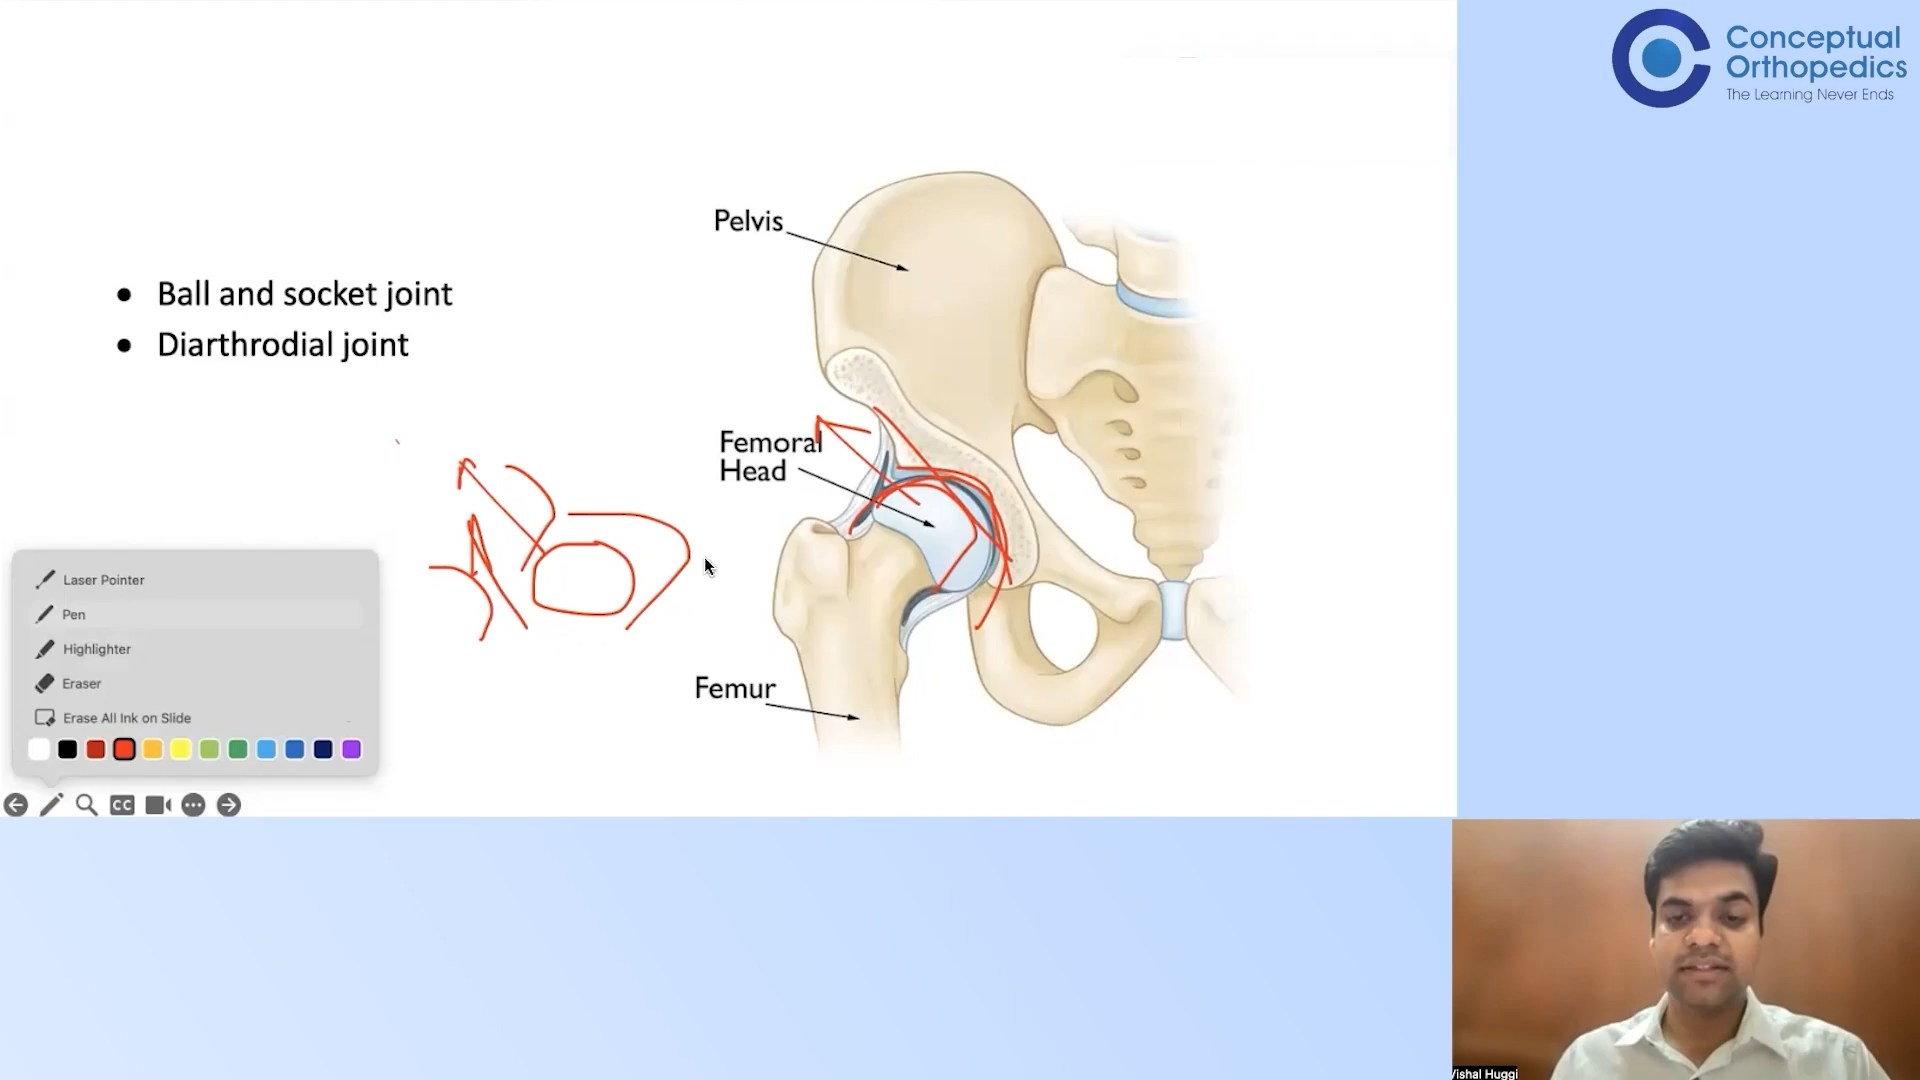 Conceptual
Orthopedics
The Learning Never Ends
Pelvis
• Ball and socket joint
• Diarthrodial joint
Femoral
Head
Femur
Laser Pointer
Pen
Highlighter
Eraser
Erase All Ink on Slide
CC
Vishal Huggi